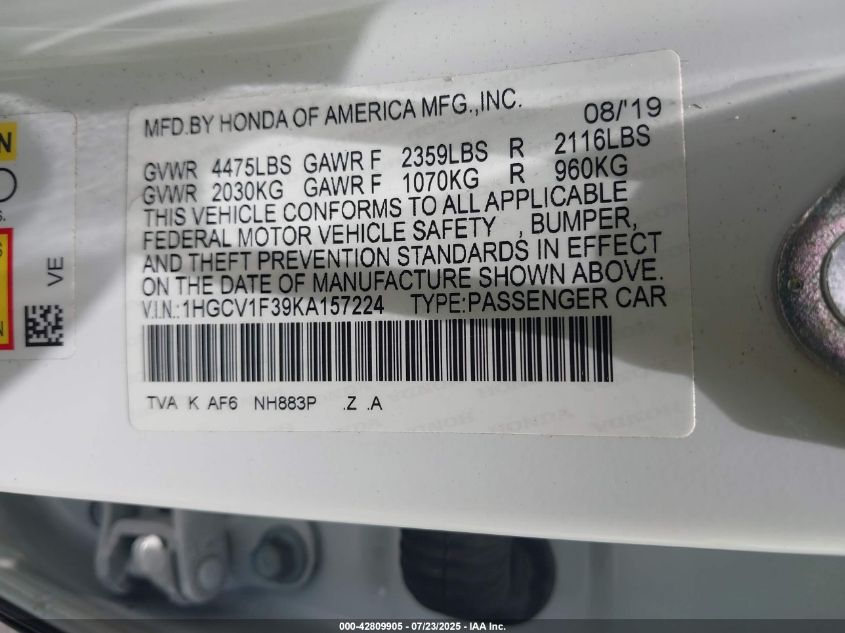 MFD.BY HONDA OF AMERICA MFG.,INC. 08/'19
GVWR 4475LBS GAWR F 2359LBS R 2116LBS
GVWR 2030KG GAWR F 1070KG R 960KG
THIS VEHICLE CONFORMS TO ALL APPLICABLE
FEDERAL MOTOR VEHICLE SAFETY , BUMPER,
AND THEFT PREVENTION STANDARDS IN EFFECT
ON THE DATE OF MANUFACTURE SHOWN ABOVE.
V.I.N.:1HGCV1F39KA157224 TYPE:PASSENGER CAR
TVA K AF6 NH883P .Z .A
VE
000-42809905 - 07/23/2025 - IAA Inc.